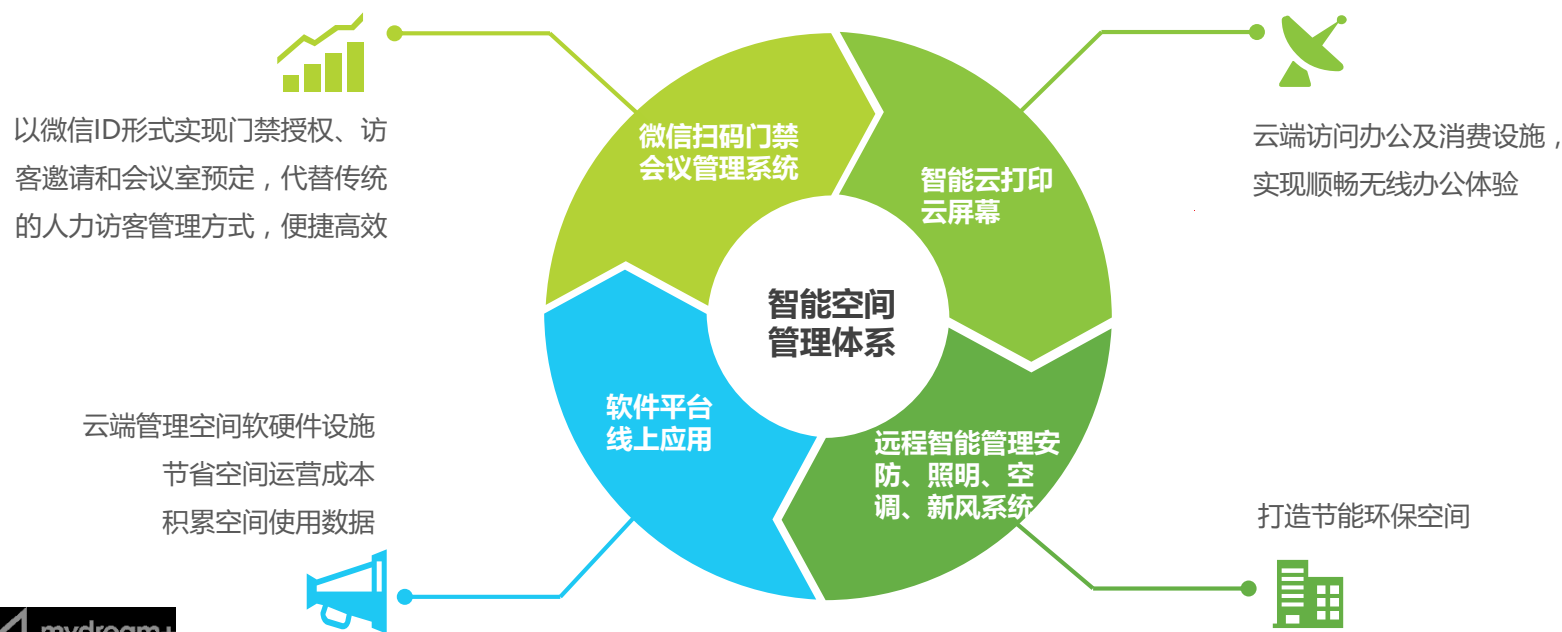 以微信ID形式实现门禁授权、访
客邀请和会议室预定，代替传统
的人力访客管理方式，便捷高效
微信扫码门禁
会议管理系统
智能云打印
云屏幕
云端访问办公及消费设施，
实现顺畅无线办公体验
智能空间
管理体系
云端管理空间软硬件设施
节省空间运营成本
积累空间使用数据
软件平台
线上应用
远程智能管理安
防、照明、空
调、新风系统
打造节能环保空间
mydream+